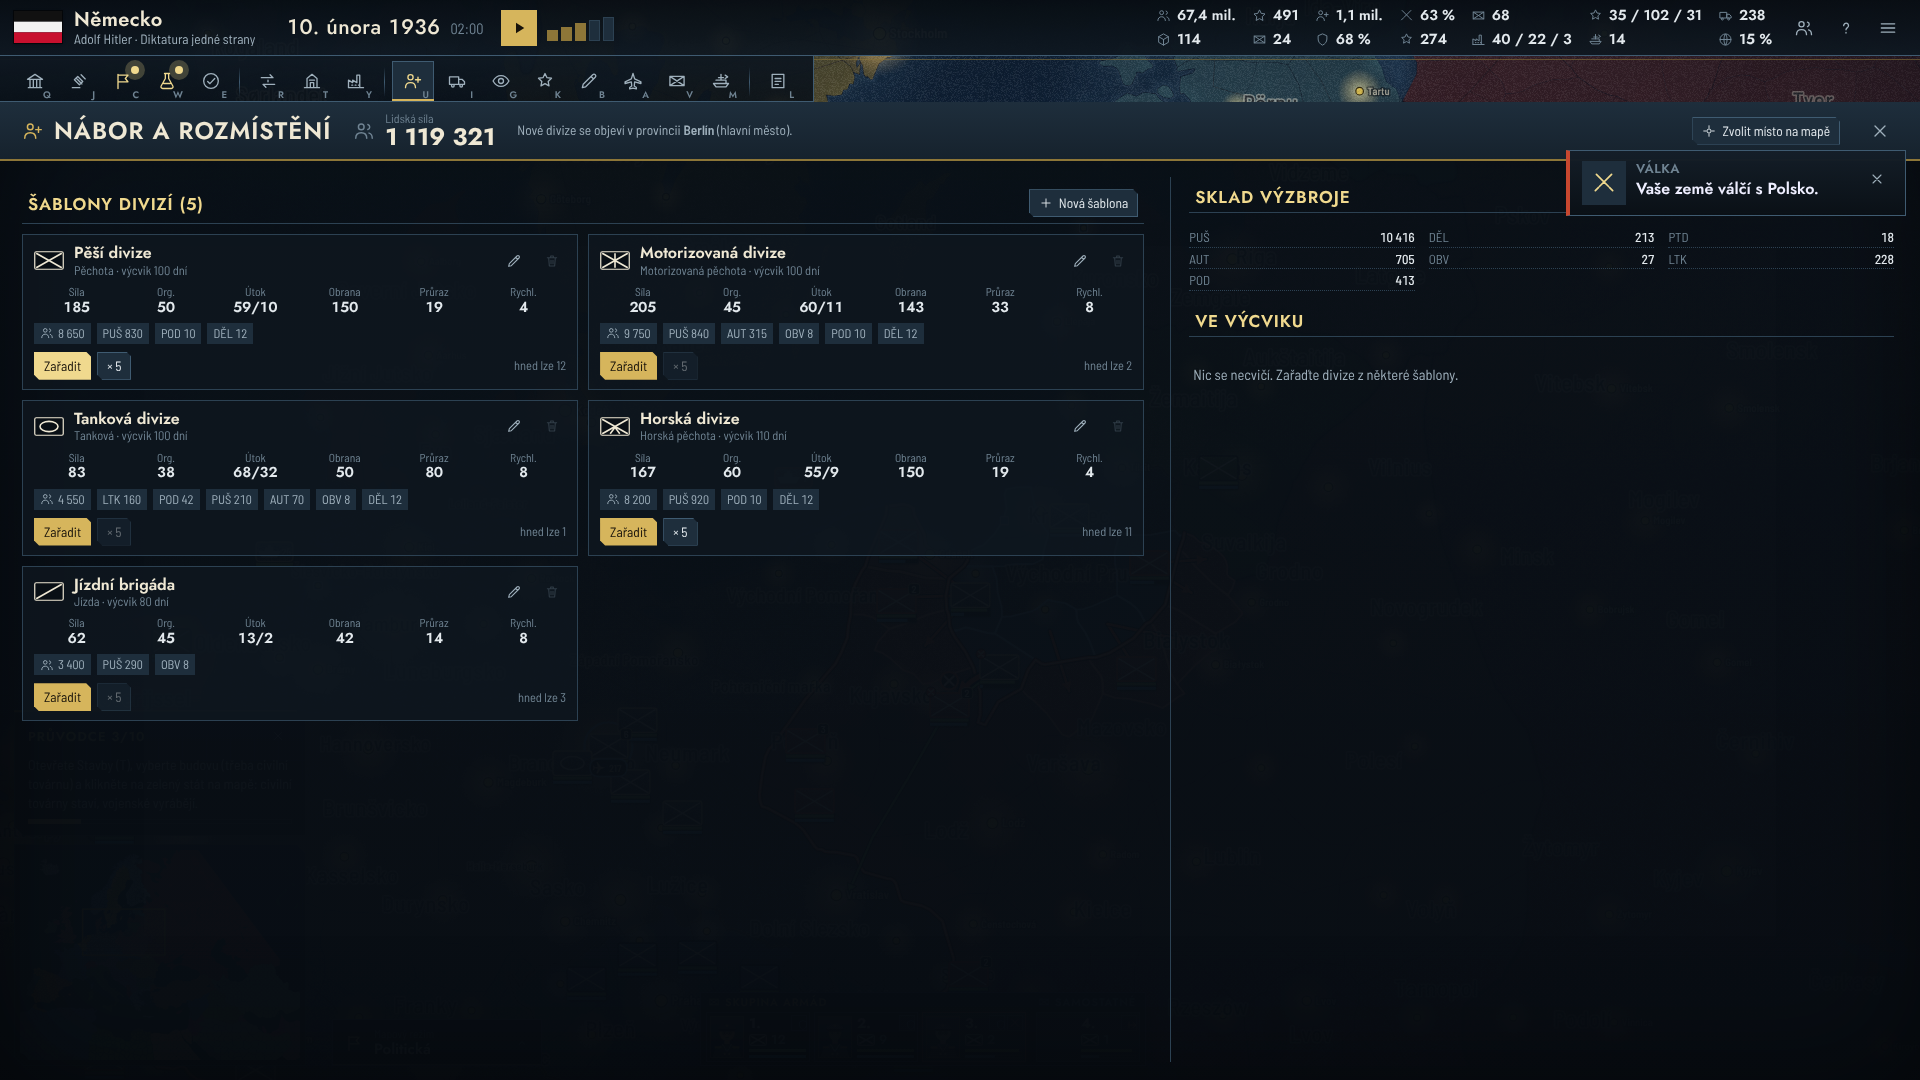 Německo
Adolf Hitler · Diktatura jedné strany
10. února 1936 02:00
67,4 mil. 491 1,1 mil. 63 % 68 35 / 102 / 31 238
114 24 68 % 274 40 / 22 / 3 14 15 %
?
Q J C W E R T Y U I G K B A V M L
Tartu
NÁBOR A ROZMÍSTĚNÍ
Lidská síla
1 119 321
Nové divize se objeví v provincii Berlín (hlavní město).
Zvolit místo na mapě
VÁLKA
Vaše země válčí s Polsko.
ŠABLONY DIVIZÍ (5)
Nová šablona
Pěší divize
Pěchota · výcvik 100 dní
Síla Org. Útok Obrana Průraz Rychl.
185 50 59/10 150 19 4
8 650 PUŠ 830 POD 10 DĚL 12
Zařadit × 5 hned lze 12
Motorizovaná divize
Motorizovaná pěchota · výcvik 100 dní
Síla Org. Útok Obrana Průraz Rychl.
205 45 60/11 143 33 8
9 750 PUŠ 840 AUT 315 OBV 8 POD 10 DĚL 12
Zařadit × 5 hned lze 2
Tanková divize
Tanková · výcvik 100 dní
Síla Org. Útok Obrana Průraz Rychl.
83 38 68/32 50 80 8
4 550 LTK 160 POD 42 PUŠ 210 AUT 70 OBV 8 DĚL 12
Zařadit × 5 hned lze 1
Horská divize
Horská pěchota · výcvik 110 dní
Síla Org. Útok Obrana Průraz Rychl.
167 60 55/9 150 19 4
8 200 PUŠ 920 POD 10 DĚL 12
Zařadit × 5 hned lze 11
Jízdní brigáda
Jízda · výcvik 80 dní
Síla Org. Útok Obrana Průraz Rychl.
62 45 13/2 42 14 8
3 400 PUŠ 290 OBV 8
Zařadit × 5 hned lze 3
SKLAD VÝZBROJE
PUŠ 10 416 DĚL 213 PTD 18
AUT 705 OBV 27 LTK 228
POD 413
VE VÝCVIKU
Nic se necvičí. Zařaďte divize z některé šablony.